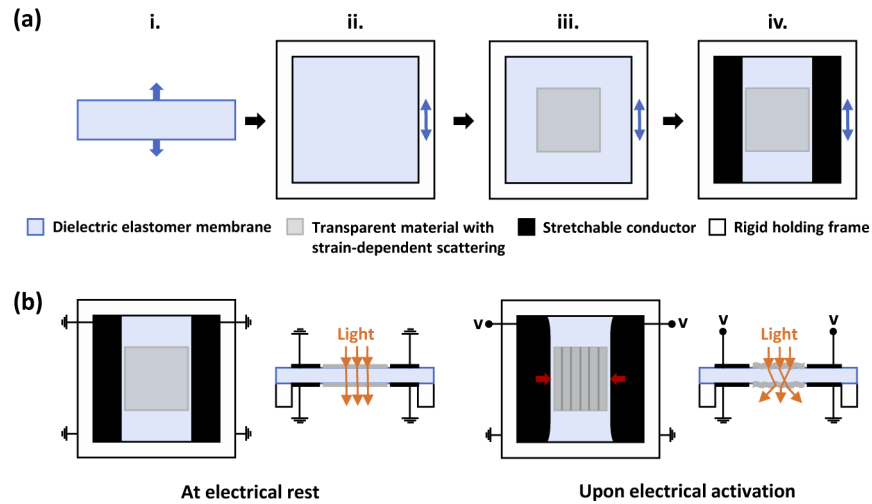 (a)
i.
ii.
iii.
iv.
Dielectric elastomer membrane
Transparent material with
strain-dependent scattering
Stretchable conductor
Rigid holding frame
(b)
Light
V
V
V
V
Light
At electrical rest
Upon electrical activation